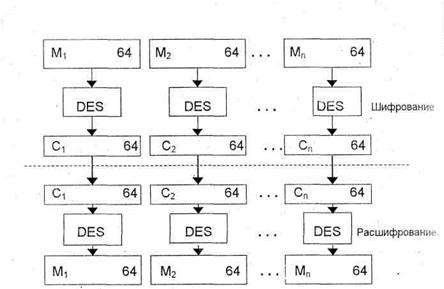 M₁ 64 M₂ 64 ... Mₙ 64
DES DES ... DES Шифрование
C₁ 64 C₂ 64 ... Cₙ 64
C₁ 64 C₂ 64 ... Cₙ 64
DES DES ... DES Расшифрование
M₁ 64 M₂ 64 ... Mₙ 64